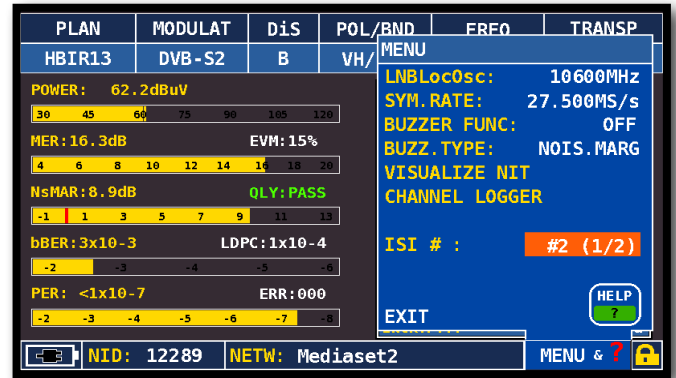 PLAN MODULAT DiS POL/BND FREQ TRANSP
HBIR13 DVB-S2 B VH/
MENU
LNBLocOsc: 10600MHz
SYM.RATE: 27.500MS/s
BUZZER FUNC: OFF
BUZZ.TYPE: NOIS.MARG
VISUALIZE NIT
CHANNEL LOGGER
ISI # : #2 (1/2)
HELP
?
EXIT
POWER: 62.2dBuV
30 45 60 75 90 105 120
MER:16.3dB EVM:15%
4 6 8 10 12 14 16 18 20
NsMAR:8.9dB QLY:PASS
-1 1 3 5 7 9 11 13
bBER:3x10-3 LDPC:1x10-4
-2 -3 -4 -5 -6
PER: <1x10-7 ERR:000
-2 -3 -4 -5 -6 -7 -8
NID: 12289 NETW: Mediaset2 MENU & ?